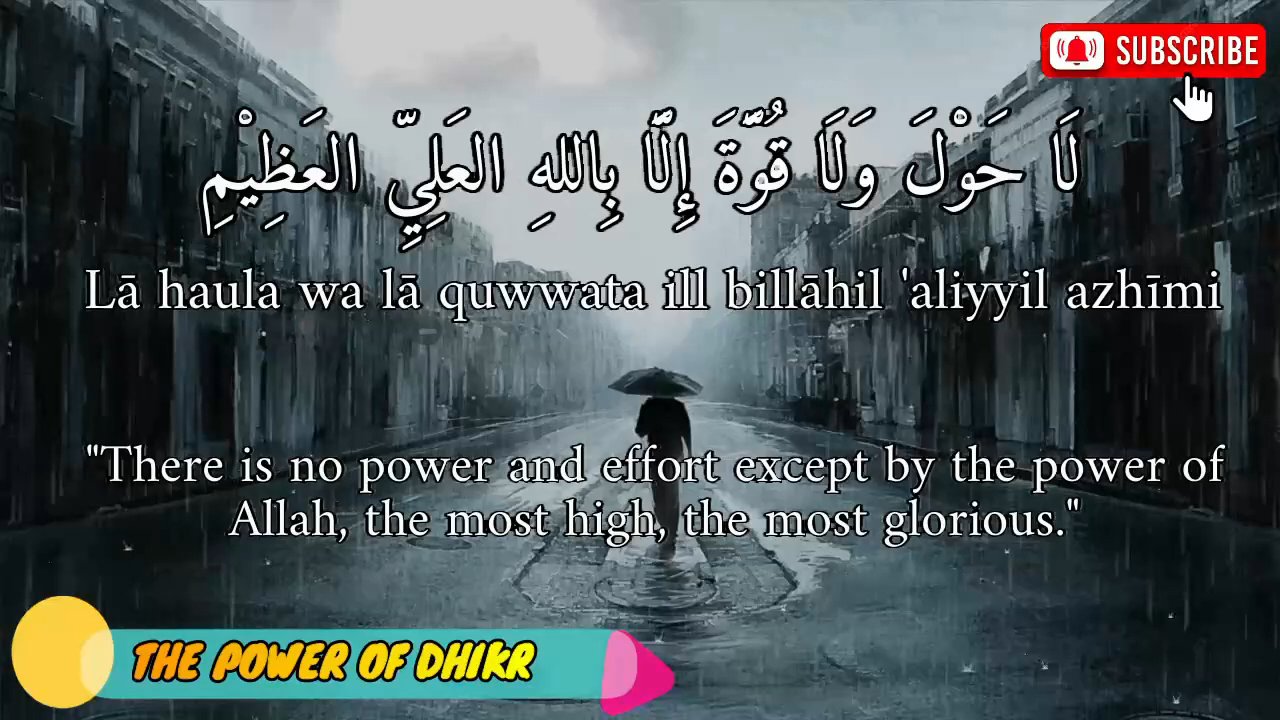 SUBSCRIBE
لَا حَوْلَ وَلَا قُوَّةَ إِلَّا بِاللهِ العَلِيِّ العَظِيْمِ
Lā haula wa lā quwwata ill billāhil 'aliyyil azhīmi
"There is no power and effort except by the power of
Allah, the most high, the most glorious."
THE POWER OF DHIKR